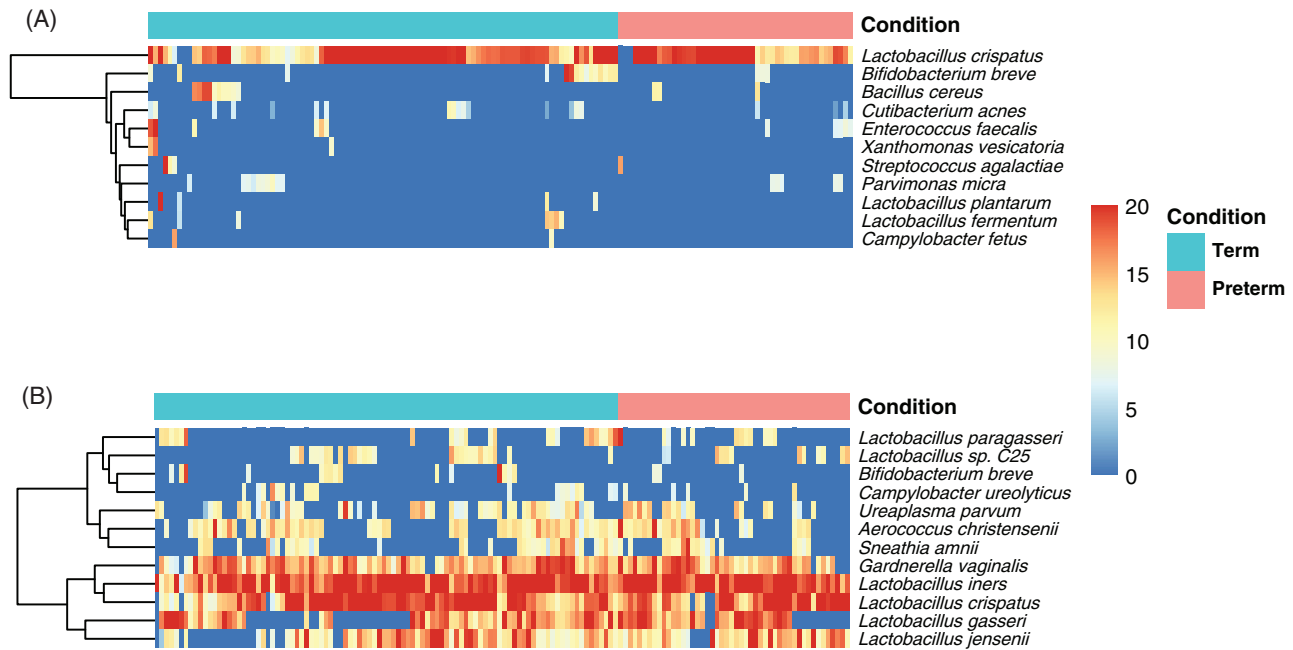 (A)
Condition
Lactobacillus crispatus
Bifidobacterium breve
Bacillus cereus
Cutibacterium acnes
Enterococcus faecalis
Xanthomonas vesicatoria
Streptococcus agalactiae
Parvimonas micra
Lactobacillus plantarum
Lactobacillus fermentum
Campylobacter fetus
20
15
10
5
0
Condition
Term
Preterm
(B)
Condition
Lactobacillus paragasseri
Lactobacillus sp. C25
Bifidobacterium breve
Campylobacter ureolyticus
Ureaplasma parvum
Aerococcus christensenii
Sneathia amnii
Gardnerella vaginalis
Lactobacillus iners
Lactobacillus crispatus
Lactobacillus gasseri
Lactobacillus jensenii